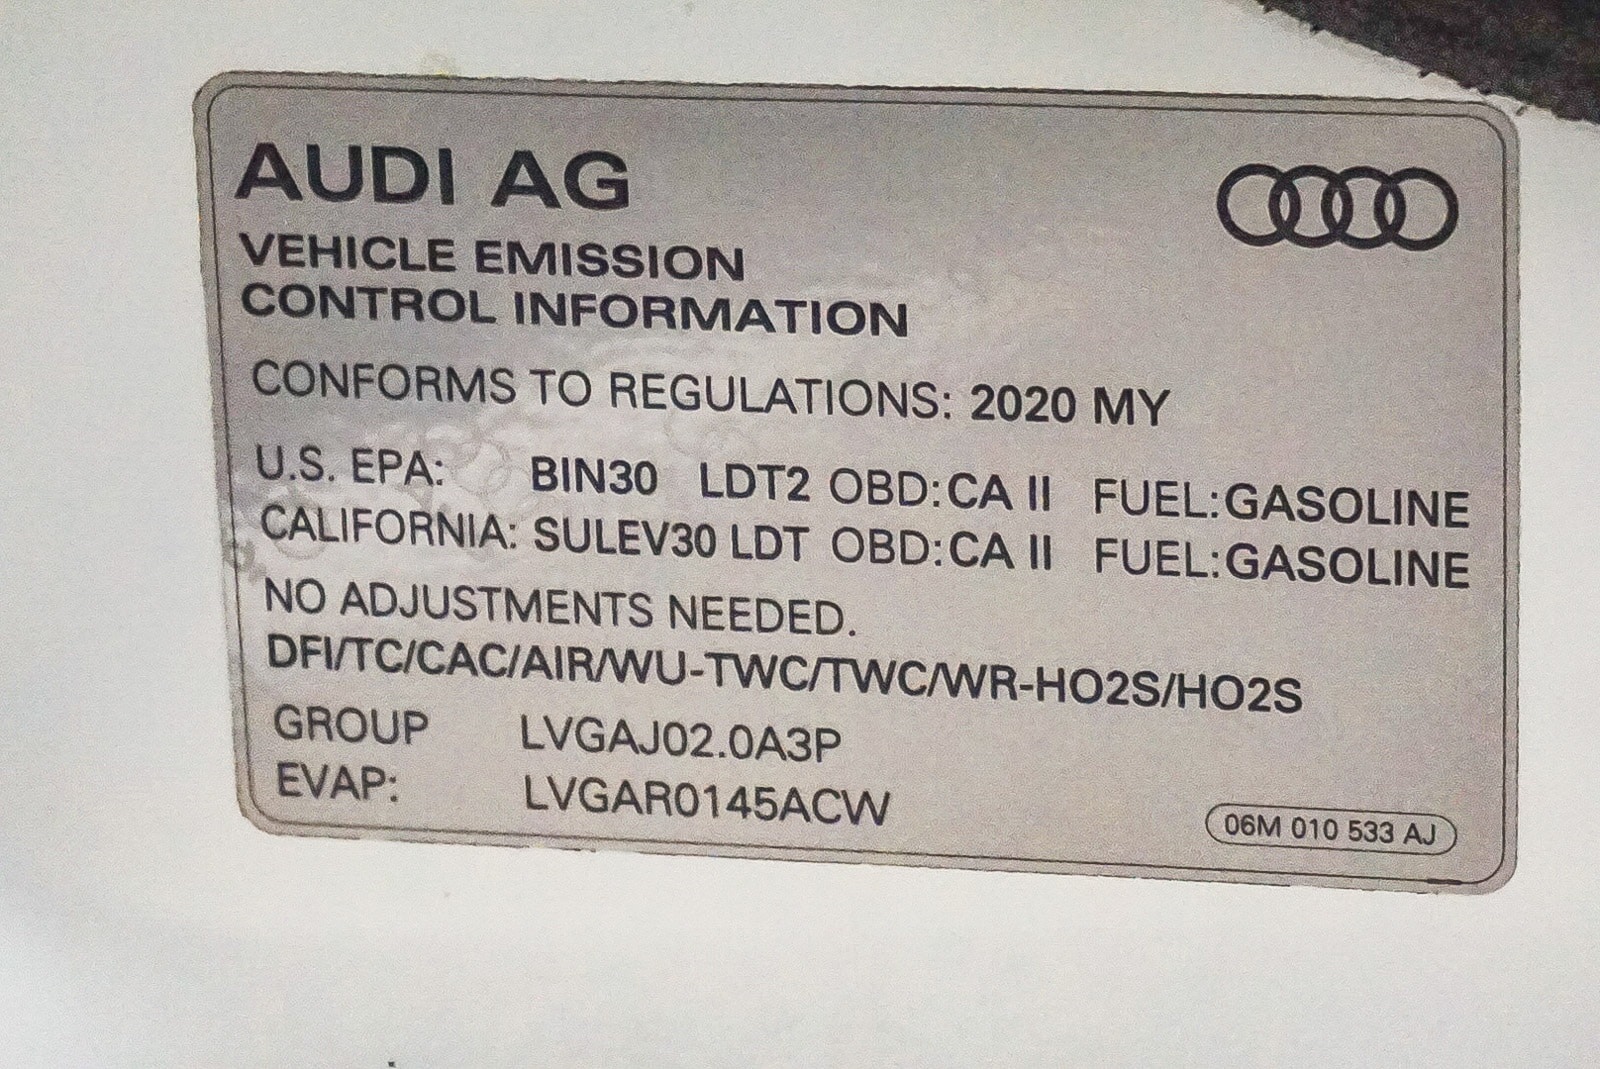 AUDI AG
VEHICLE EMISSION
CONTROL INFORMATION
CONFORMS TO REGULATIONS: 2020 MY
U.S. EPA: BIN30 LDT2 OBD:CA II FUEL:GASOLINE
CALIFORNIA: SULEV30 LDT OBD:CA II FUEL:GASOLINE
NO ADJUSTMENTS NEEDED.
DFI/TC/CAC/AIR/WU-TWC/TWC/WR-HO2S/HO2S
GROUP LVGAJ02.0A3P
EVAP: LVGAR0145ACW
06M 010 533 AJ